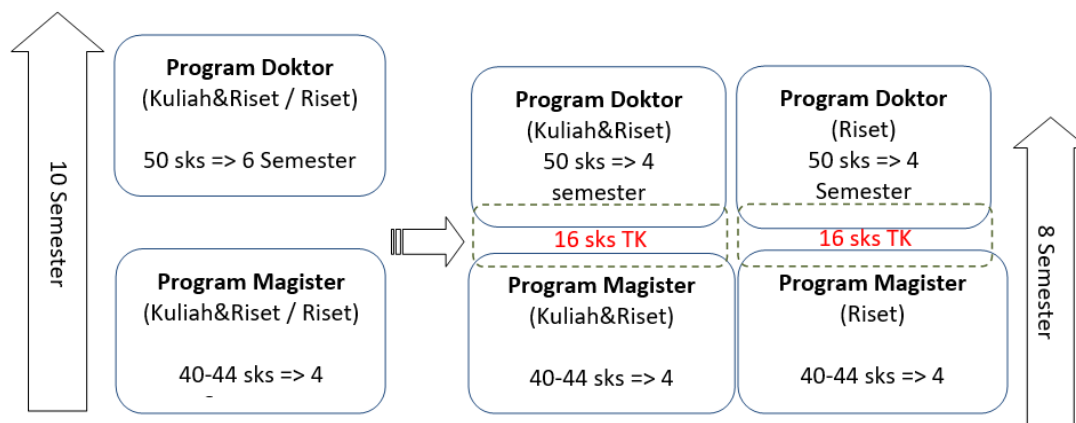 10 Semester
Program Doktor
(Kuliah&Riset / Riset)
50 sks => 6 Semester
Program Magister
(Kuliah&Riset / Riset)
40-44 sks => 4
Program Doktor
(Kuliah&Riset)
50 sks => 4
semester
16 sks TK
Program Magister
(Kuliah&Riset)
40-44 sks => 4
Program Doktor
(Riset)
50 sks => 4
Semester
16 sks TK
Program Magister
(Riset)
40-44 sks => 4
8 Semester